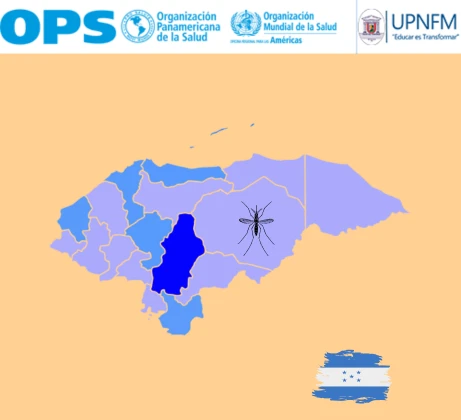 OPS
Organización
Panamericana
de la Salud
Organización
Mundial de la Salud
OFICINA REGIONAL PARA LAS Américas
UPNFM
"Educar es Transformar"